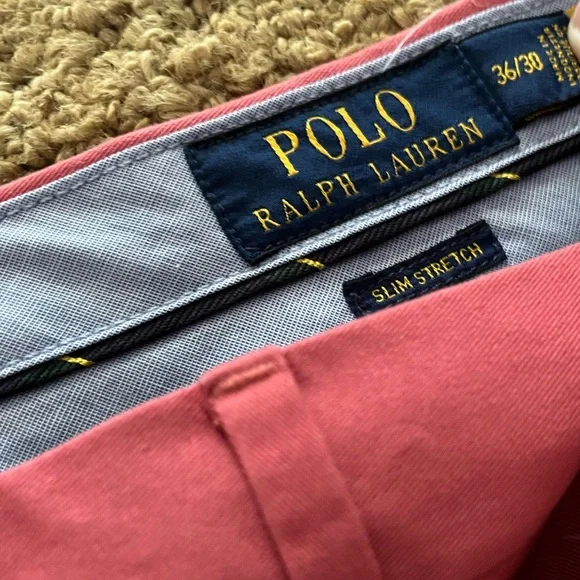 POLO
RALPH LAUREN
36/30
SLIM STRETCH